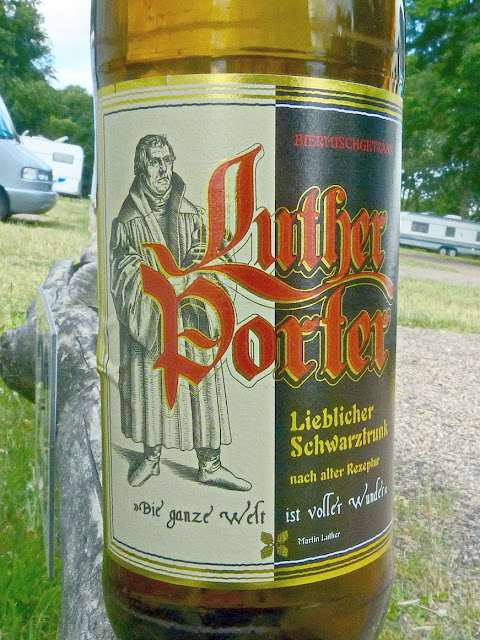 BIERMISCHGETRÄNK
Luther
Porter
Lieblicher
Schwarztrunk
nach alter Rezeptur
»Die ganze Welt ist voller Wunder«
Martin Luther